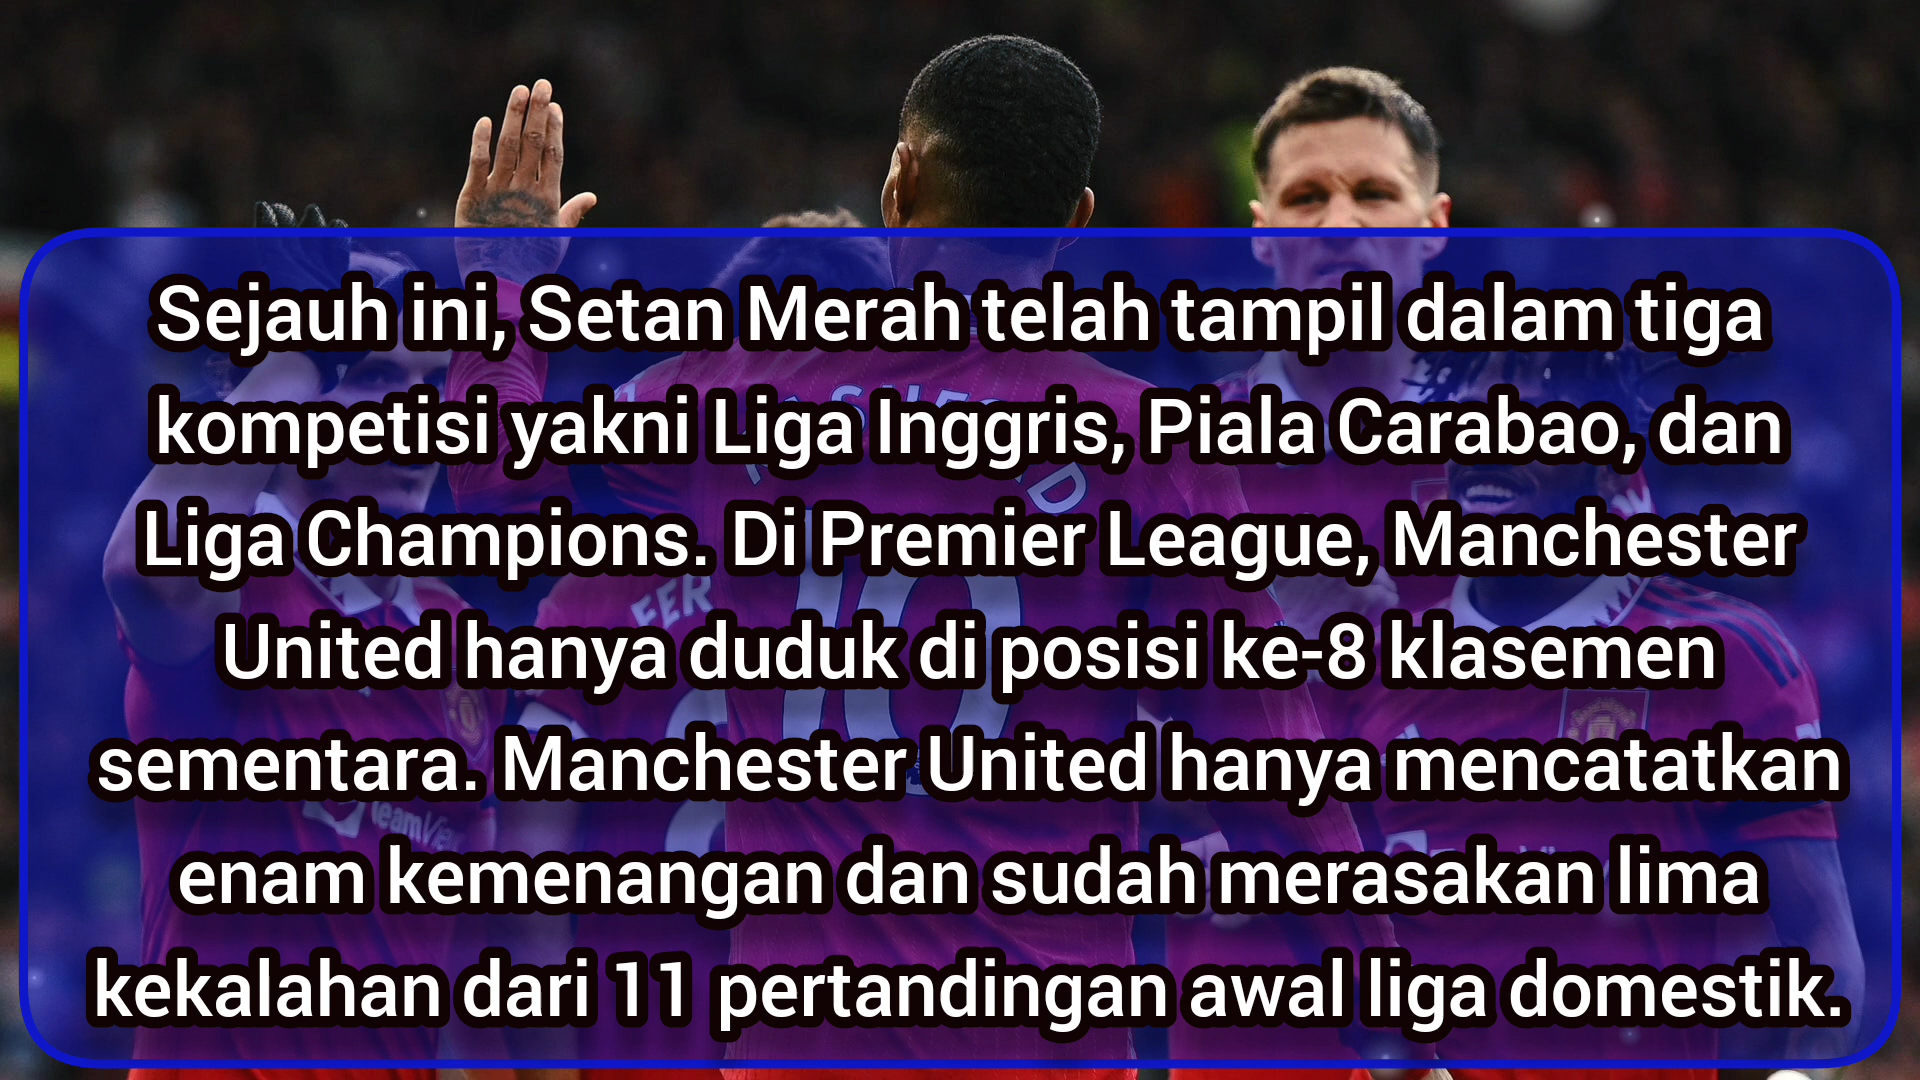 Sejauh ini, Setan Merah telah tampil dalam tiga
kompetisi yakni Liga Inggris, Piala Carabao, dan
Liga Champions. Di Premier League, Manchester
United hanya duduk di posisi ke-8 klasemen
sementara. Manchester United hanya mencatatkan
enam kemenangan dan sudah merasakan lima
kekalahan dari 11 pertandingan awal liga domestik.
10